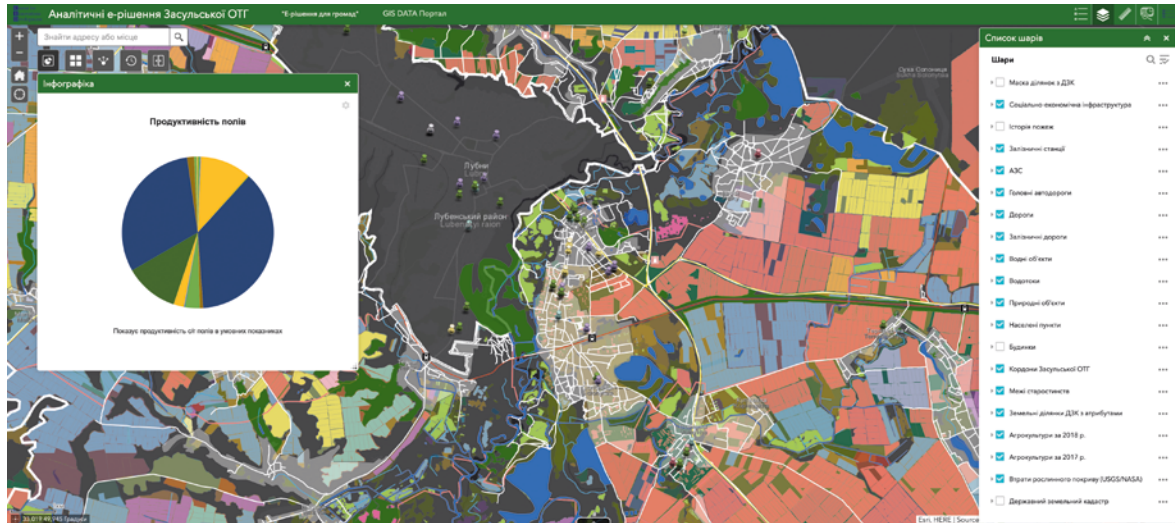 Аналітичні е-рішення Засульської ОТГ
"Е-рішення для громад"
GIS DATA Портал
Знайти адресу або місце
Інфографіка
Продуктивність полів
Показує продуктивність с/г полів в умовних показниках
Лубни
Лубенський район
Lubenskyi raion
Список шарів
Шари
Маска ділянок з ДЗК
Соціально-економічна інфраструктура
Історія пожеж
Залізничні станції
АЗС
Головні автодороги
Дороги
Залізничні дороги
Водні об'єкти
Водотоки
Природні об'єкти
Населені пункти
Будинки
Кордони Засульської ОТГ
Межі старостинств
Земельні ділянки ДЗК з атрибутами
Агрокультури за 2018 р.
Агрокультури за 2017 р.
Втрати рослинного покриву (USGS/NASA)
Державний земельний кадастр
Esri, HERE | Source